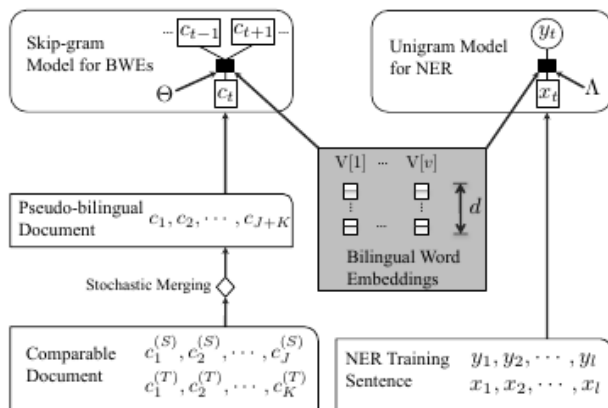 Skip-gram
Model for BWEs
··· c_{t−1} c_{t+1} ···
Θ
c_t
Unigram Model
for NER
y_t
x_t
Λ
V[1] ··· V[v]
d
···
Bilingual Word
Embeddings
Pseudo-bilingual
Document
c_1, c_2, ···, c_{J+K}
Stochastic Merging
Comparable
Document
c_1^{(S)}, c_2^{(S)}, ···, c_J^{(S)}
c_1^{(T)}, c_2^{(T)}, ···, c_K^{(T)}
NER Training
Sentence
y_1, y_2, ···, y_l
x_1, x_2, ···, x_l